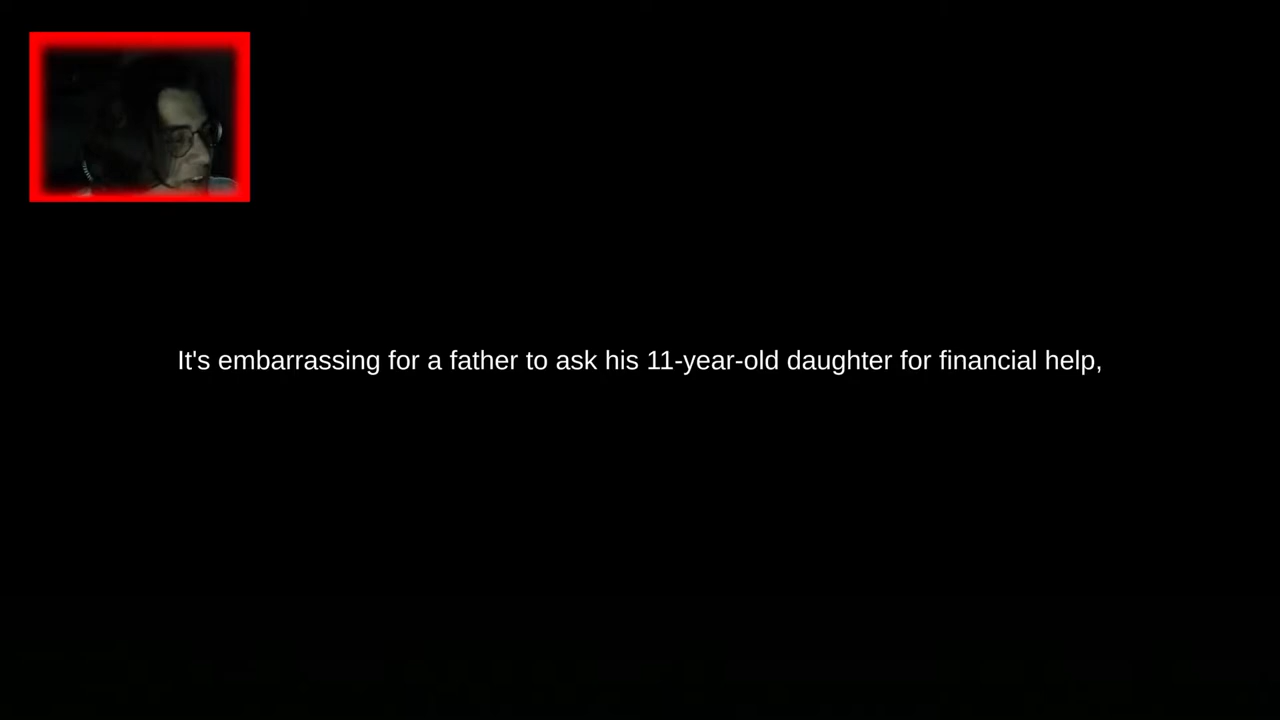 It's embarrassing for a father to ask his 11-year-old daughter for financial help,